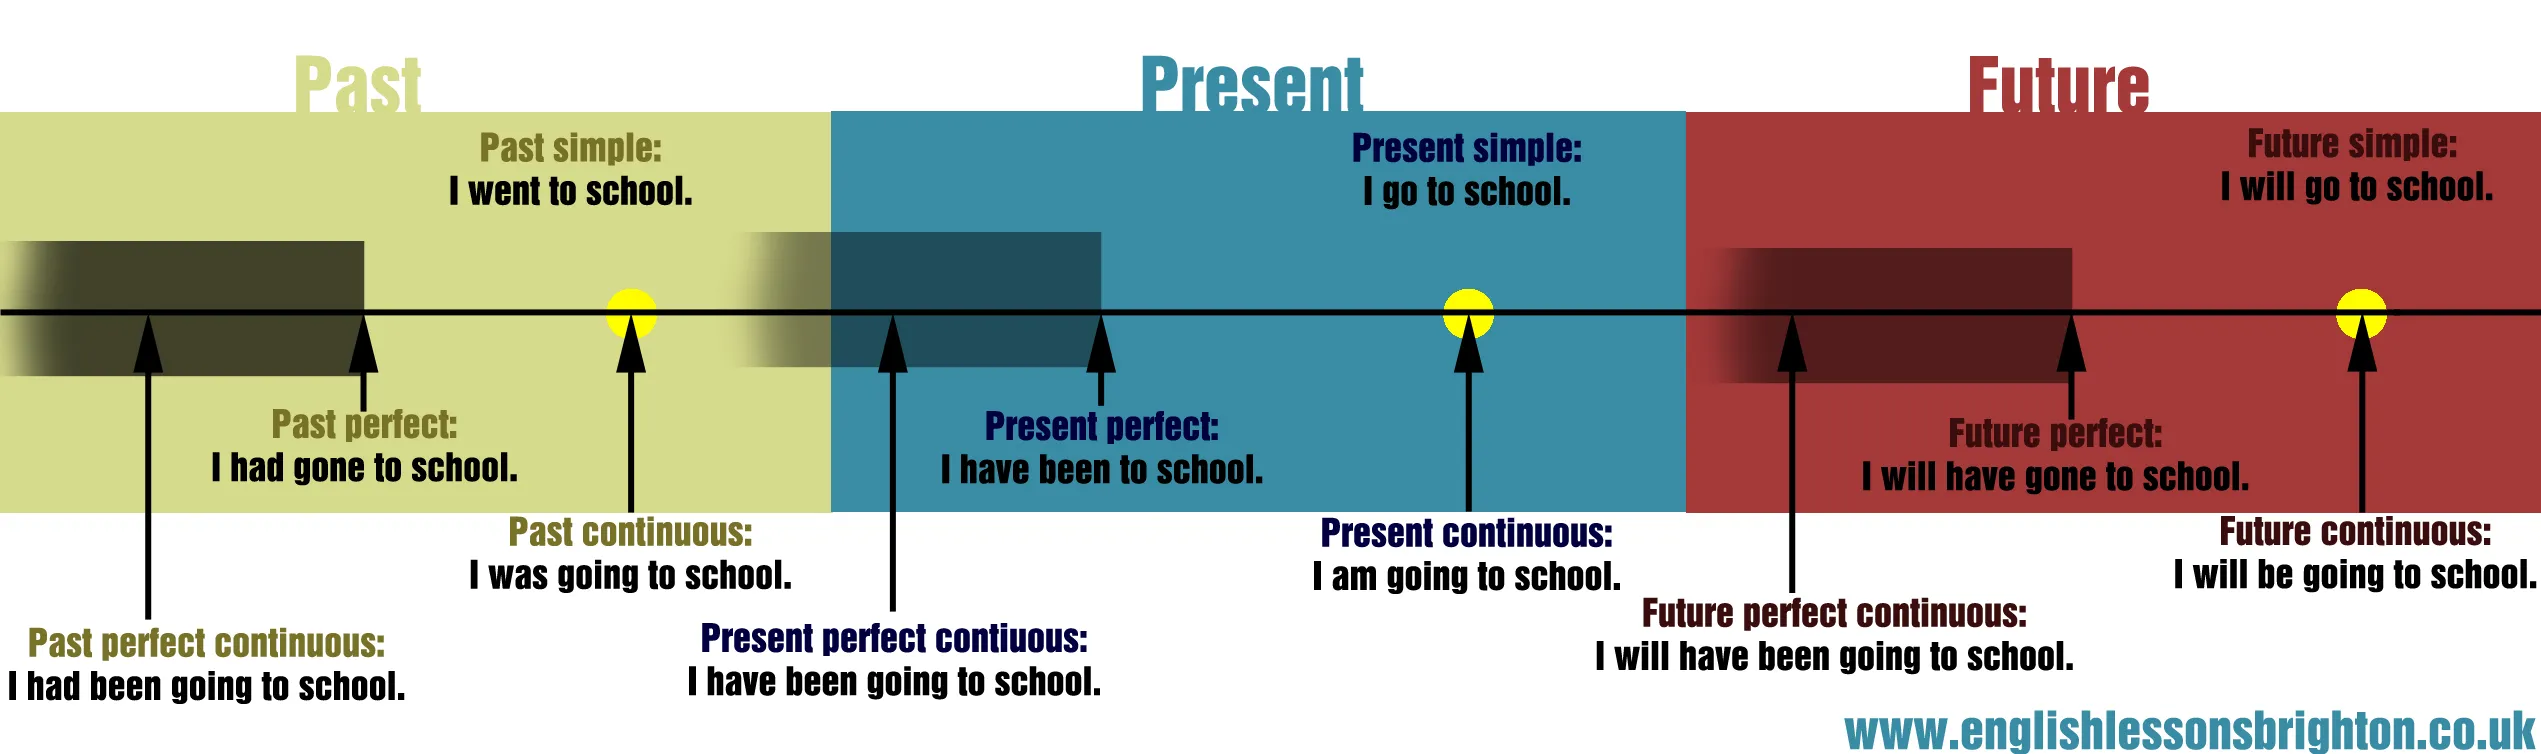 Past
Past simple:
I went to school.
Past perfect:
I had gone to school.
Past continuous:
I was going to school.
Past perfect continuous:
I had been going to school.
Present
Present simple:
I go to school.
Present perfect:
I have been to school.
Present continuous:
I am going to school.
Present perfect contiuous:
I have been going to school.
Future
Future simple:
I will go to school.
Future perfect:
I will have gone to school.
Future continuous:
I will be going to school.
Future perfect continuous:
I will have been going to school.
www.englishlessonsbrighton.co.uk